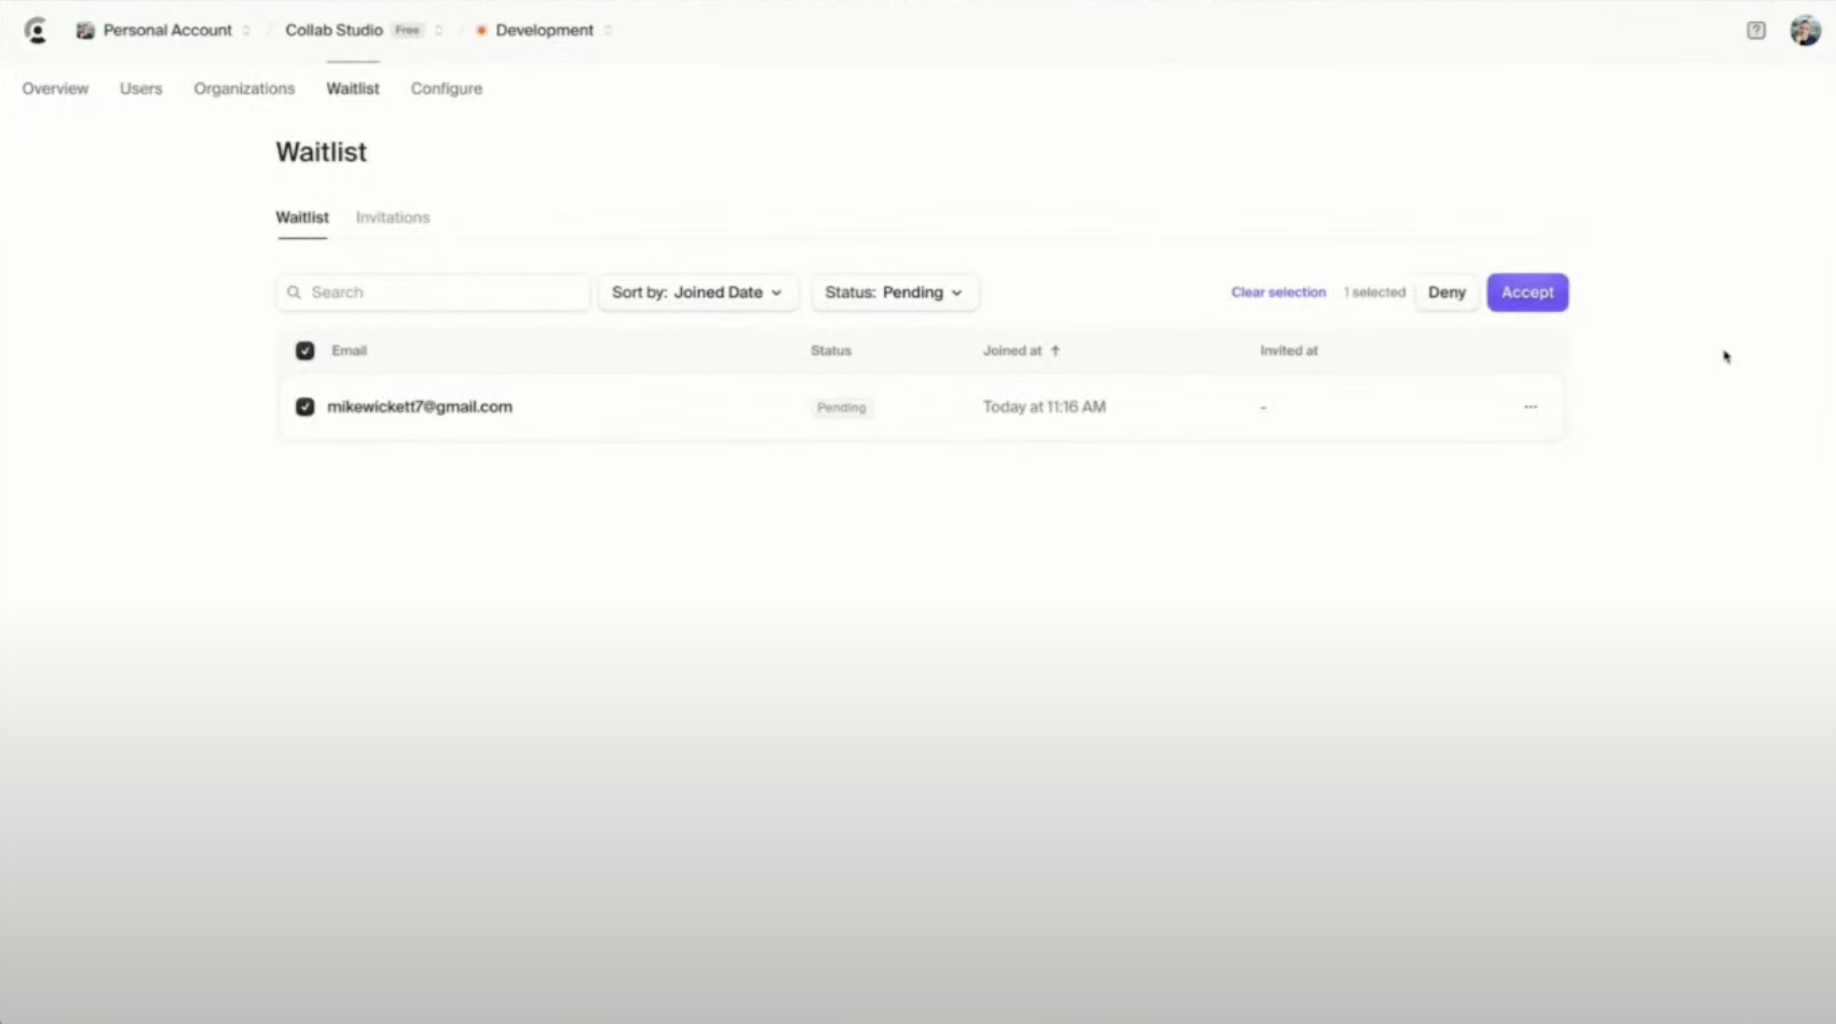 Personal Account / Collab Studio Free / Development
Overview Users Organizations Waitlist Configure
Waitlist
Waitlist Invitations
Search Sort by: Joined Date Status: Pending Clear selection 1 selected Deny Accept
Email Status Joined at ↑ Invited at
mikewickett7@gmail.com Pending Today at 11:16 AM - ...